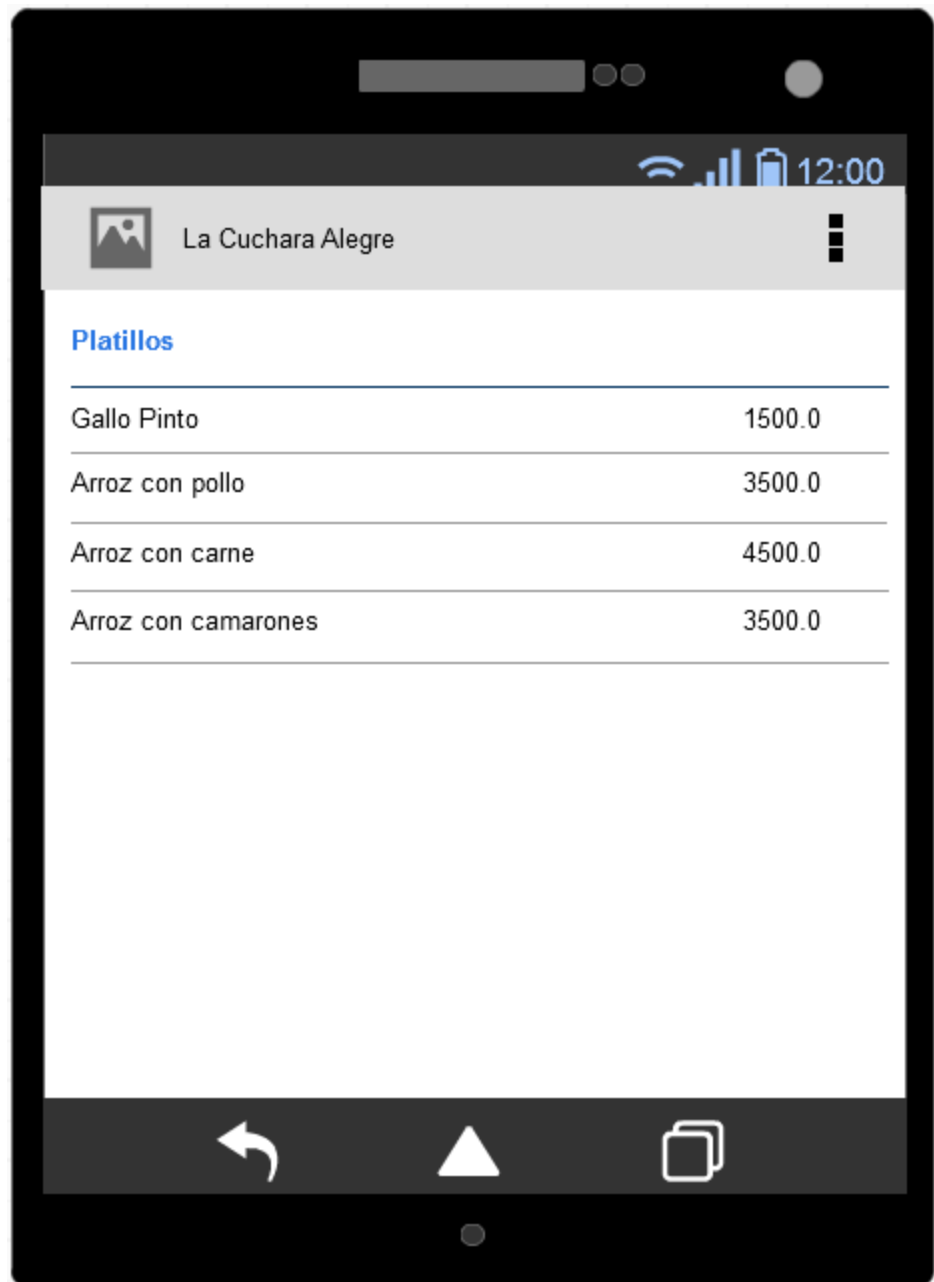 12:00
La Cuchara Alegre
Platillos
Gallo Pinto 1500.0
Arroz con pollo 3500.0
Arroz con carne 4500.0
Arroz con camarones 3500.0